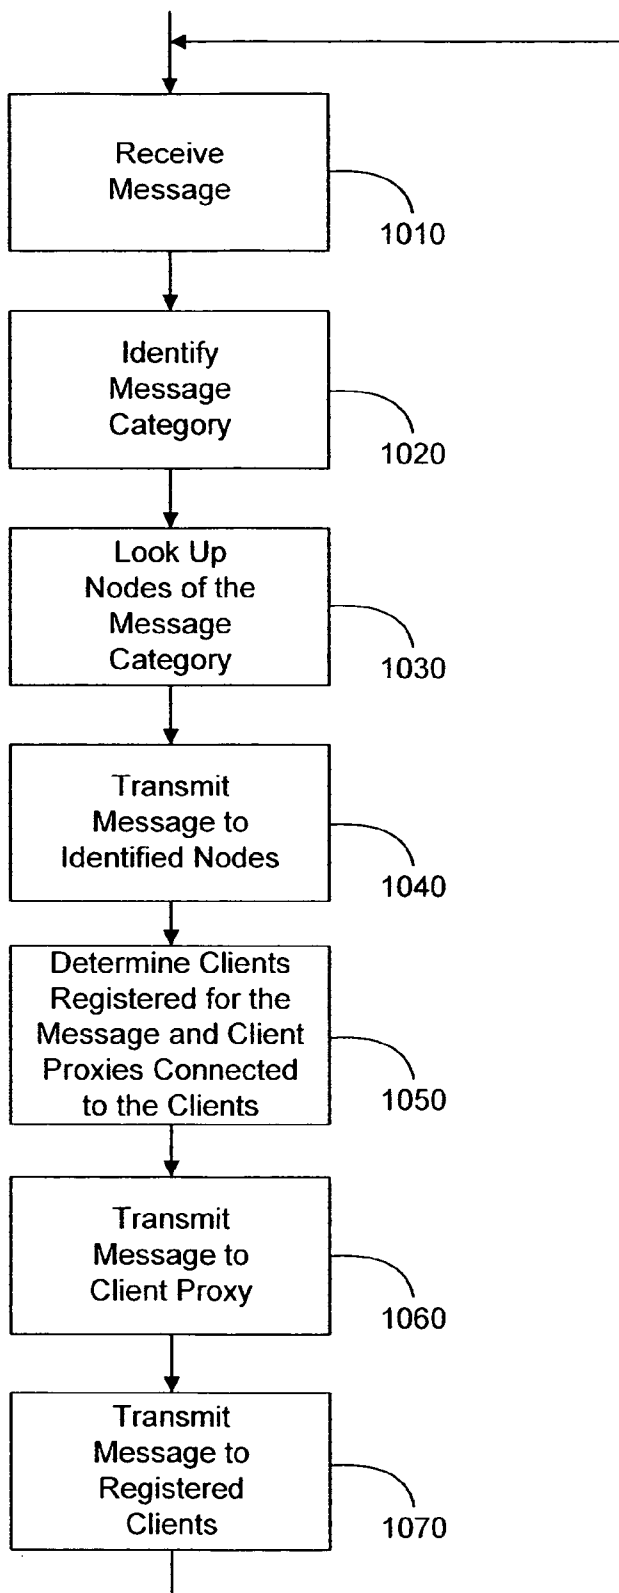 Receive
Message
1010
Identify
Message
Category
1020
Look Up
Nodes of the
Message
Category
1030
Transmit
Message to
Identified Nodes
1040
Determine Clients
Registered for the
Message and Client
Proxies Connected
to the Clients
1050
Transmit
Message to
Client Proxy
1060
Transmit
Message to
Registered
Clients
1070